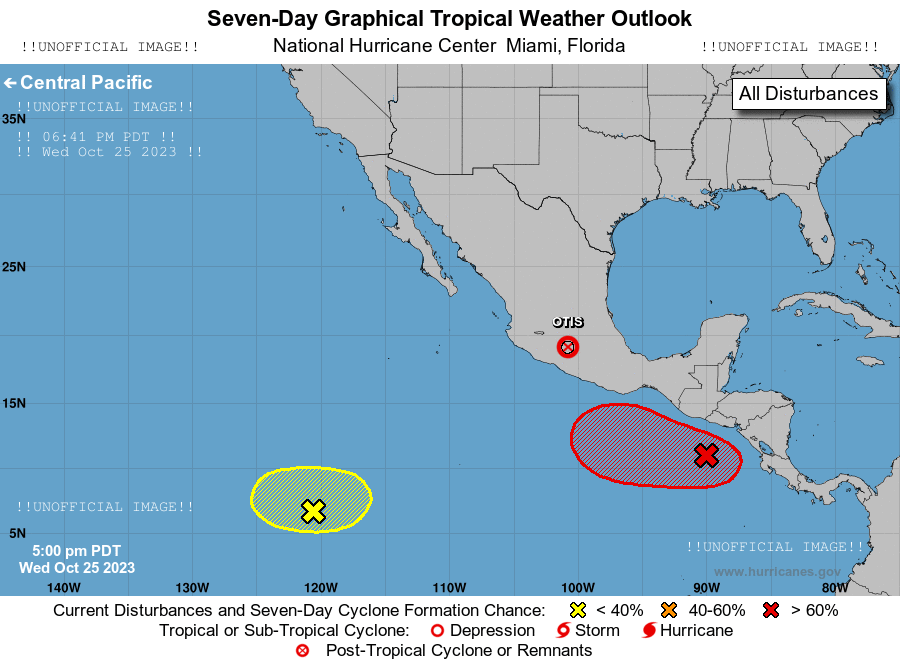 Seven-Day Graphical Tropical Weather Outlook
!!UNOFFICIAL IMAGE!! National Hurricane Center Miami, Florida !!UNOFFICIAL IMAGE!!
Central Pacific
All Disturbances
!!UNOFFICIAL IMAGE!!
35N
!! 06:41 PM PDT !!
!! Wed Oct 25 2023 !!
25N
OTIS
!!UNOFFICIAL IMAGE!!
15N
!!UNOFFICIAL IMAGE!!
5N
5:00 pm PDT
Wed Oct 25 2023
!!UNOFFICIAL IMAGE!!
www.hurricanes.gov
140W 130W 120W 110W 100W 90W 80W
Current Disturbances and Seven-Day Cyclone Formation Chance: < 40% 40-60% > 60%
Tropical or Sub-Tropical Cyclone: Depression Storm Hurricane
Post-Tropical Cyclone or Remnants